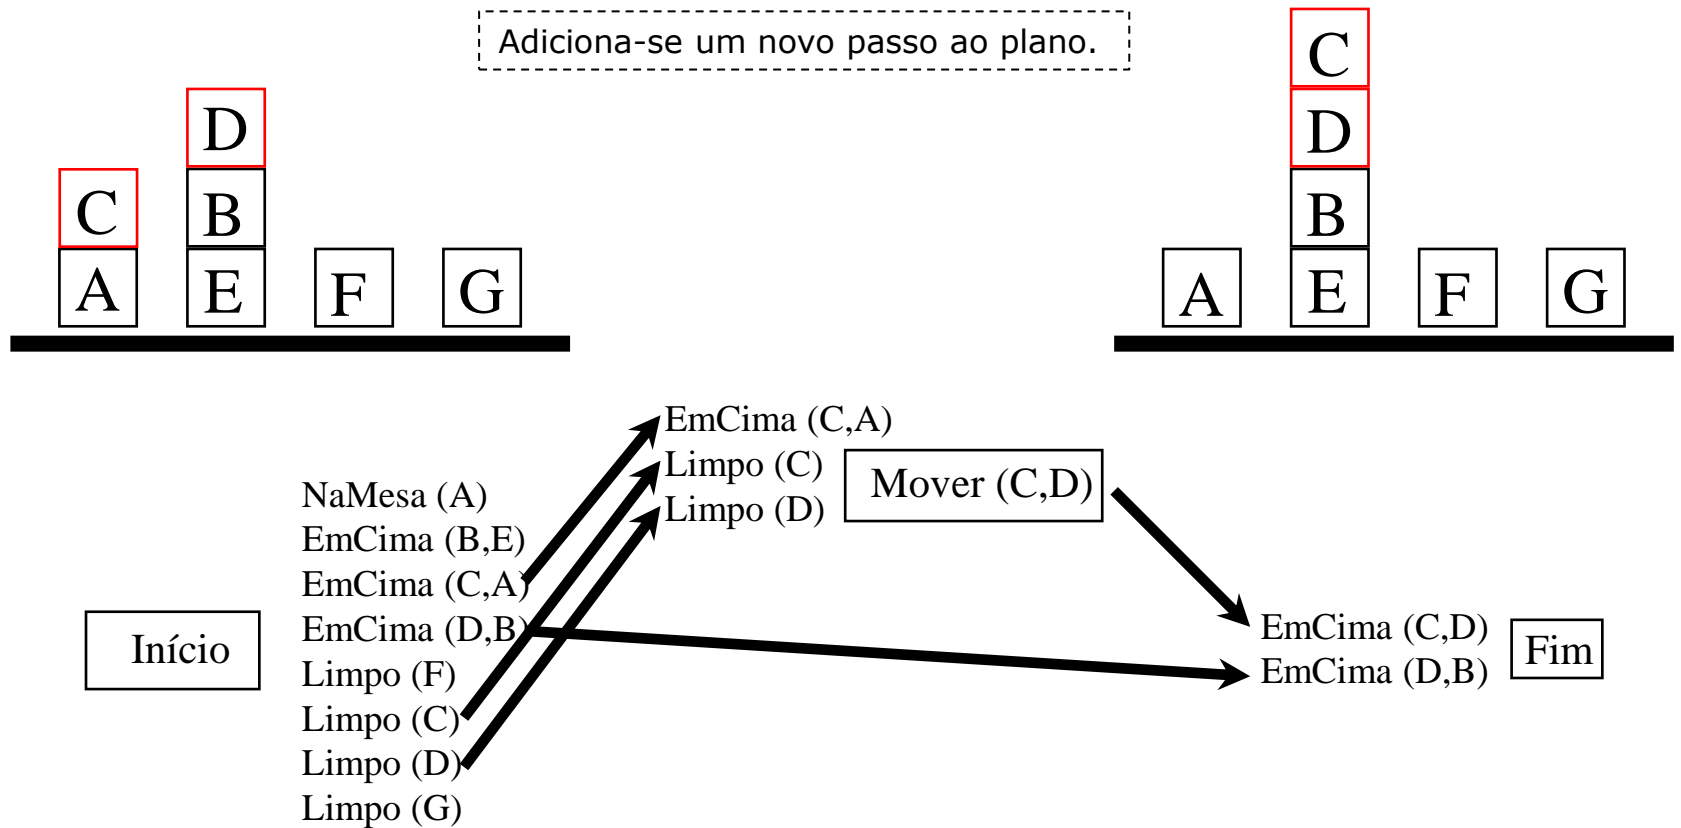 Adiciona-se um novo passo ao plano.
C
D
D
C
B
B
A
E
F
G
A
E
F
G
EmCima (C,A)
Limpo (C)
Mover (C,D)
Limpo (D)
NaMesa (A)
EmCima (B,E)
EmCima (C,A)
EmCima (D,B)
Limpo (F)
Limpo (C)
Limpo (D)
Limpo (G)
Início
EmCima (C,D)
EmCima (D,B)
Fim